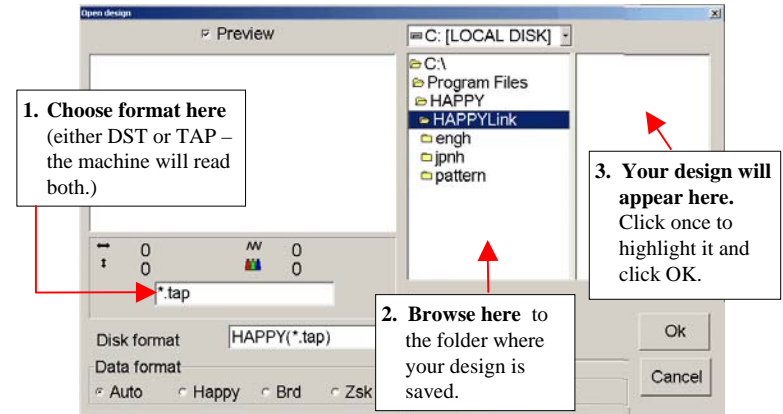 Open design
Preview
C: [LOCAL DISK]
C:\
Program Files
HAPPY
HAPPYLink
engh
jpnh
pattern
1. Choose format here
(either DST or TAP –
the machine will read
both.)
3. Your design will
appear here.
Click once to
highlight it and
click OK.
0 0
0 0
*.tap
2. Browse here to
the folder where
your design is
saved.
Disk format HAPPY(*.tap)
Ok
Data format
Auto Happy Brd Zsk
Cancel